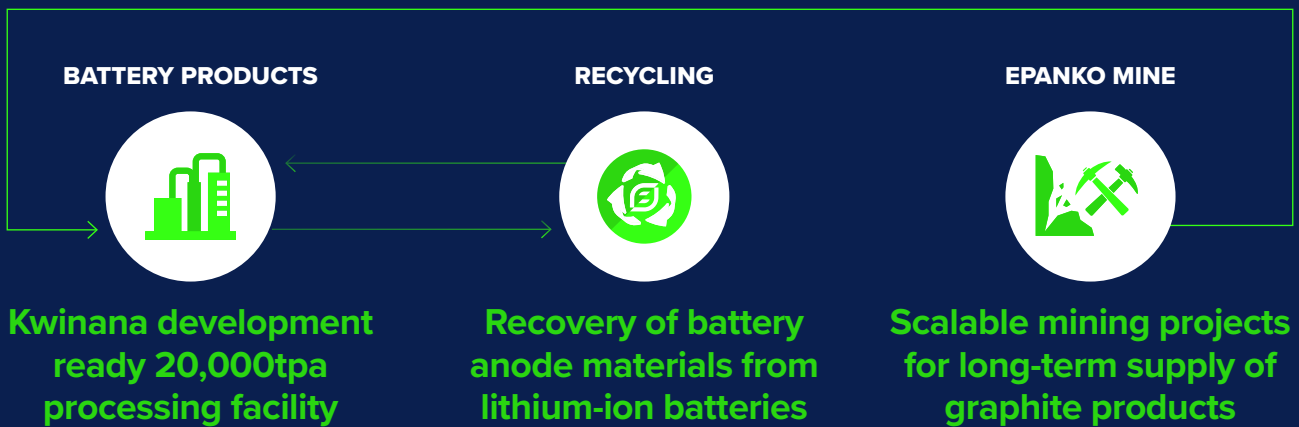 BATTERY PRODUCTS
Kwinana development
ready 20,000tpa
processing facility
RECYCLING
Recovery of battery
anode materials from
lithium-ion batteries
EPANKO MINE
Scalable mining projects
for long-term supply of
graphite products